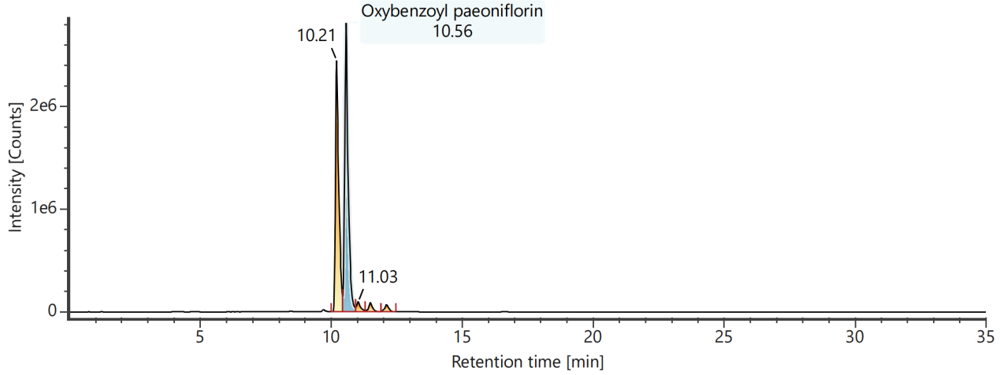 Oxybenzoyl paeoniflorin
10.56
10.21
2e6
1e6
11.03
0
5 10 15 20 25 30 35
Intensity [Counts]
Retention time [min]